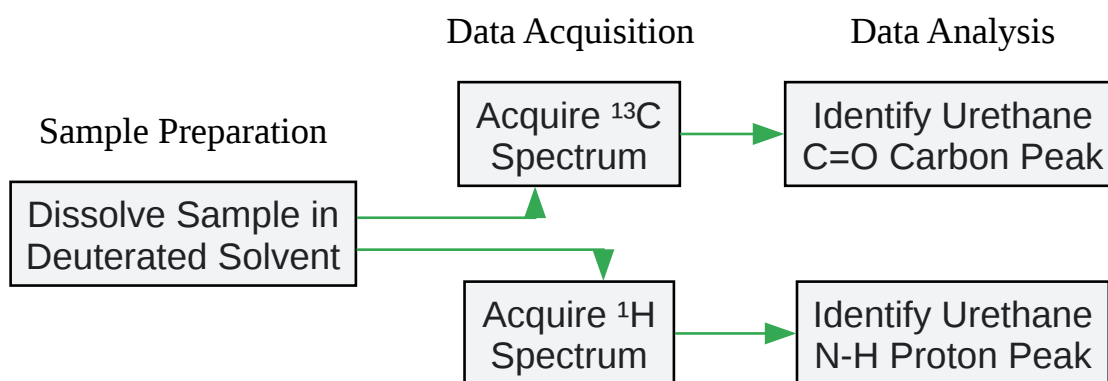 Data Acquisition
Data Analysis
Sample Preparation
Acquire ¹³C
Spectrum
Identify Urethane
C=O Carbon Peak
Dissolve Sample in
Deuterated Solvent
Acquire ¹H
Spectrum
Identify Urethane
N-H Proton Peak